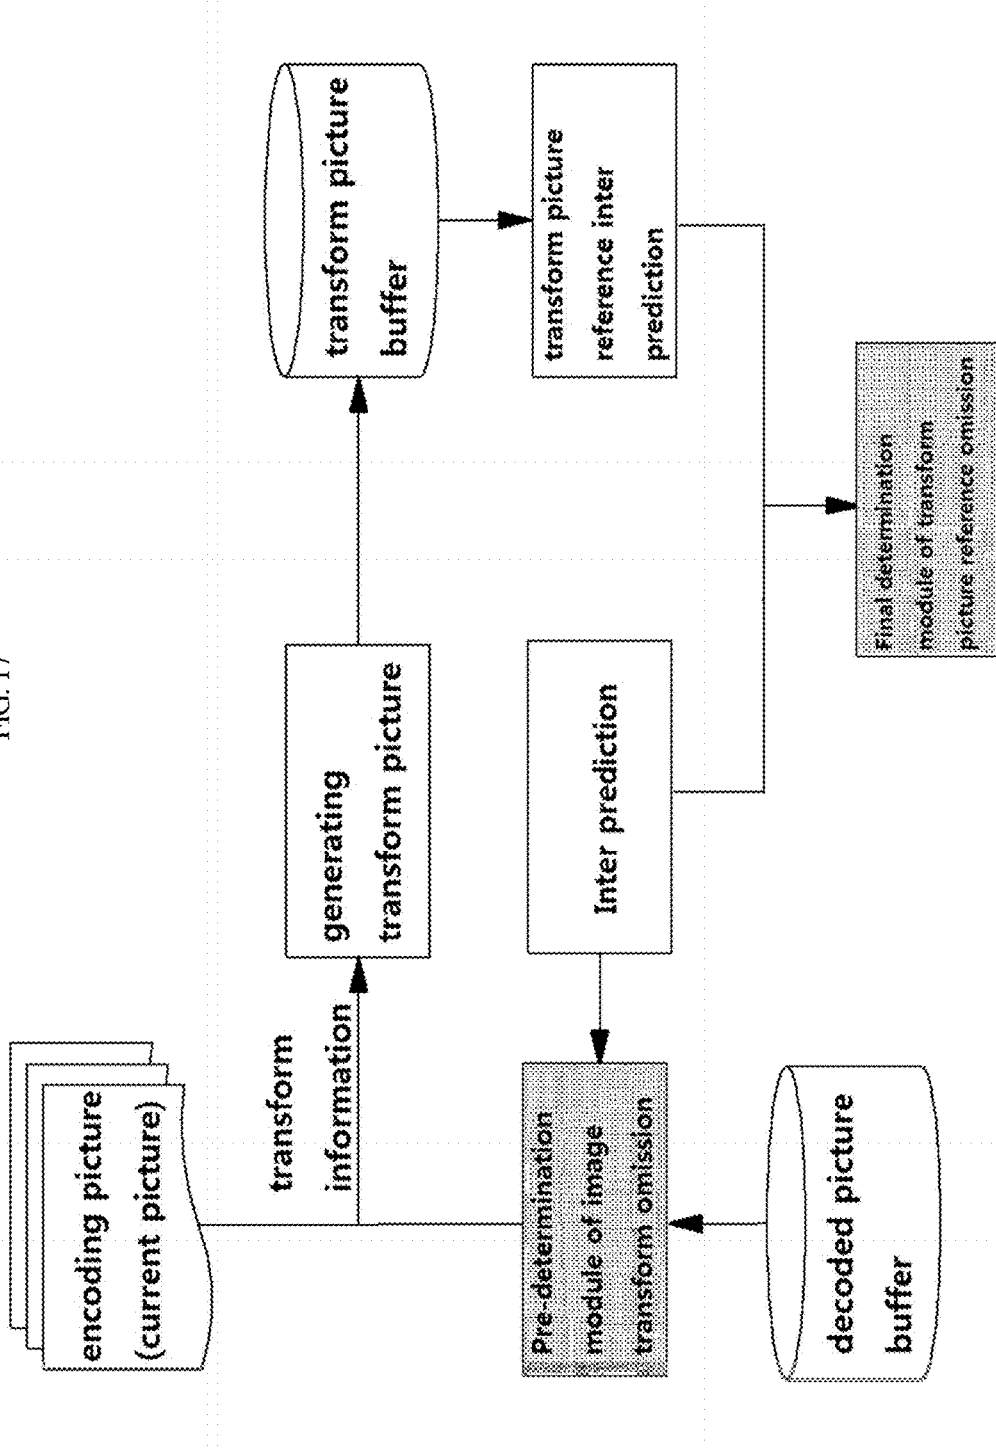 FIG. 17
encoding picture
(current picture)
transform
information
generating
transform picture
transform picture
buffer
Pre-determination
module of image
transform omission
Inter prediction
transform picture
reference inter
prediction
decoded picture
buffer
Final determination
module of transform
picture reference omission